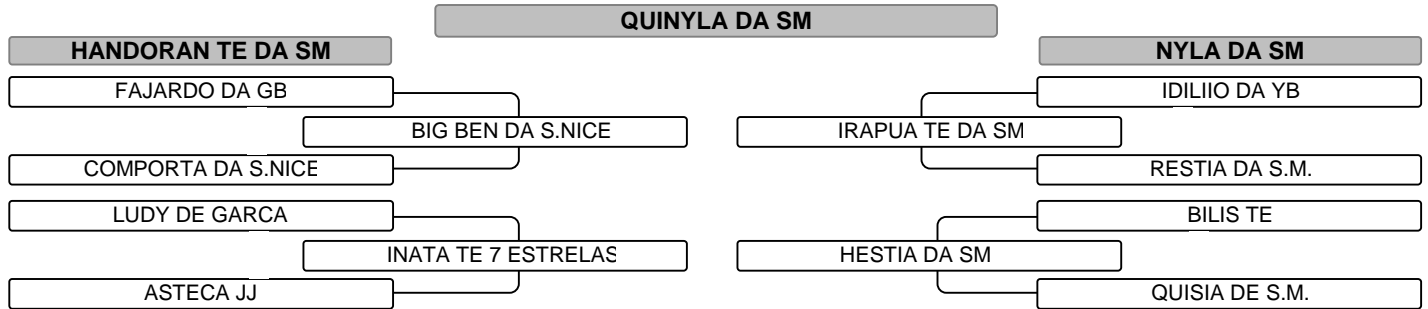 QUINYLA DA SM
HANDORAN TE DA SM
NYLA DA SM
FAJARDO DA GB
IDILIIO DA YB
BIG BEN DA S.NICE
IRAPUA TE DA SM
COMPORTA DA S.NICE
RESTIA DA S.M.
LUDY DE GARCA
BILIS TE
INATA TE 7 ESTRELAS
HESTIA DA SM
ASTECA JJ
QUISIA DE S.M.